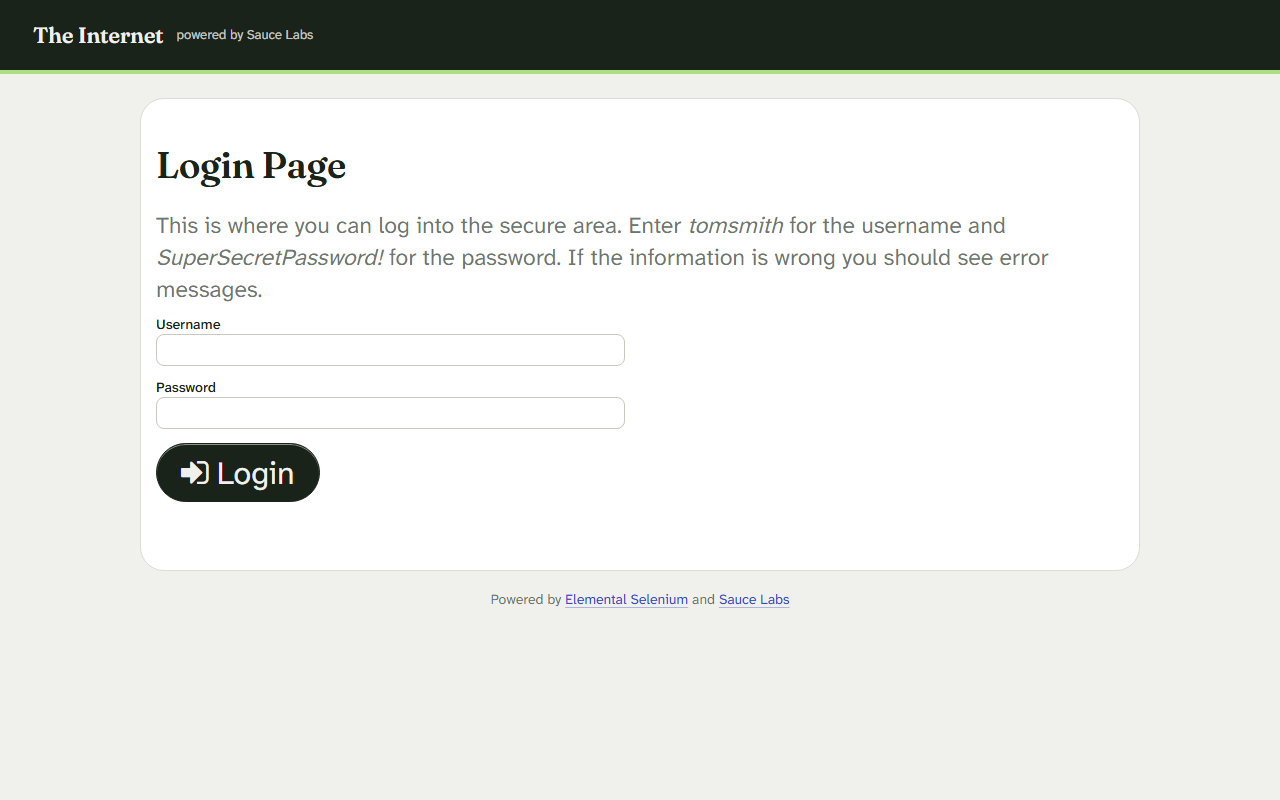 The Internet powered by Sauce Labs
Login Page
This is where you can log into the secure area. Enter tomsmith for the username and
SuperSecretPassword! for the password. If the information is wrong you should see error
messages.
Username
Password
Login
Powered by Elemental Selenium and Sauce Labs